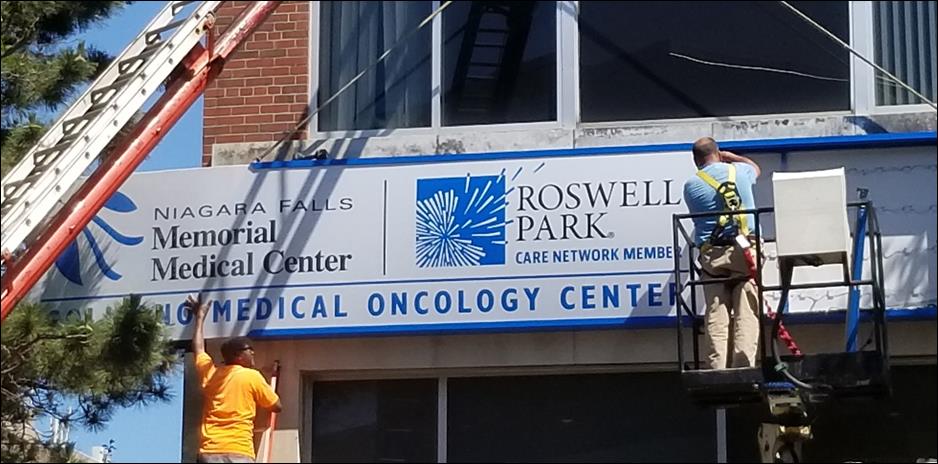 NIAGARA FALLS
Memorial
Medical Center
ROSWELL
PARK®
CARE NETWORK MEMBER
MEDICAL ONCOLOGY CENTER